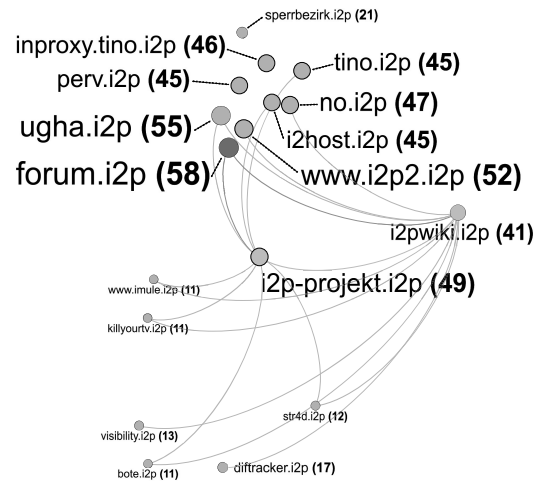 sperrbezirk.i2p (21)
inproxy.tino.i2p (46)
tino.i2p (45)
perv.i2p (45)
no.i2p (47)
ugha.i2p (55)
i2host.i2p (45)
forum.i2p (58)
www.i2p2.i2p (52)
i2pwiki.i2p (41)
i2p-projekt.i2p (49)
www.imule.i2p (11)
killyourtv.i2p (11)
str4d.i2p (12)
visibility.i2p (13)
bote.i2p (11)
diftracker.i2p (17)